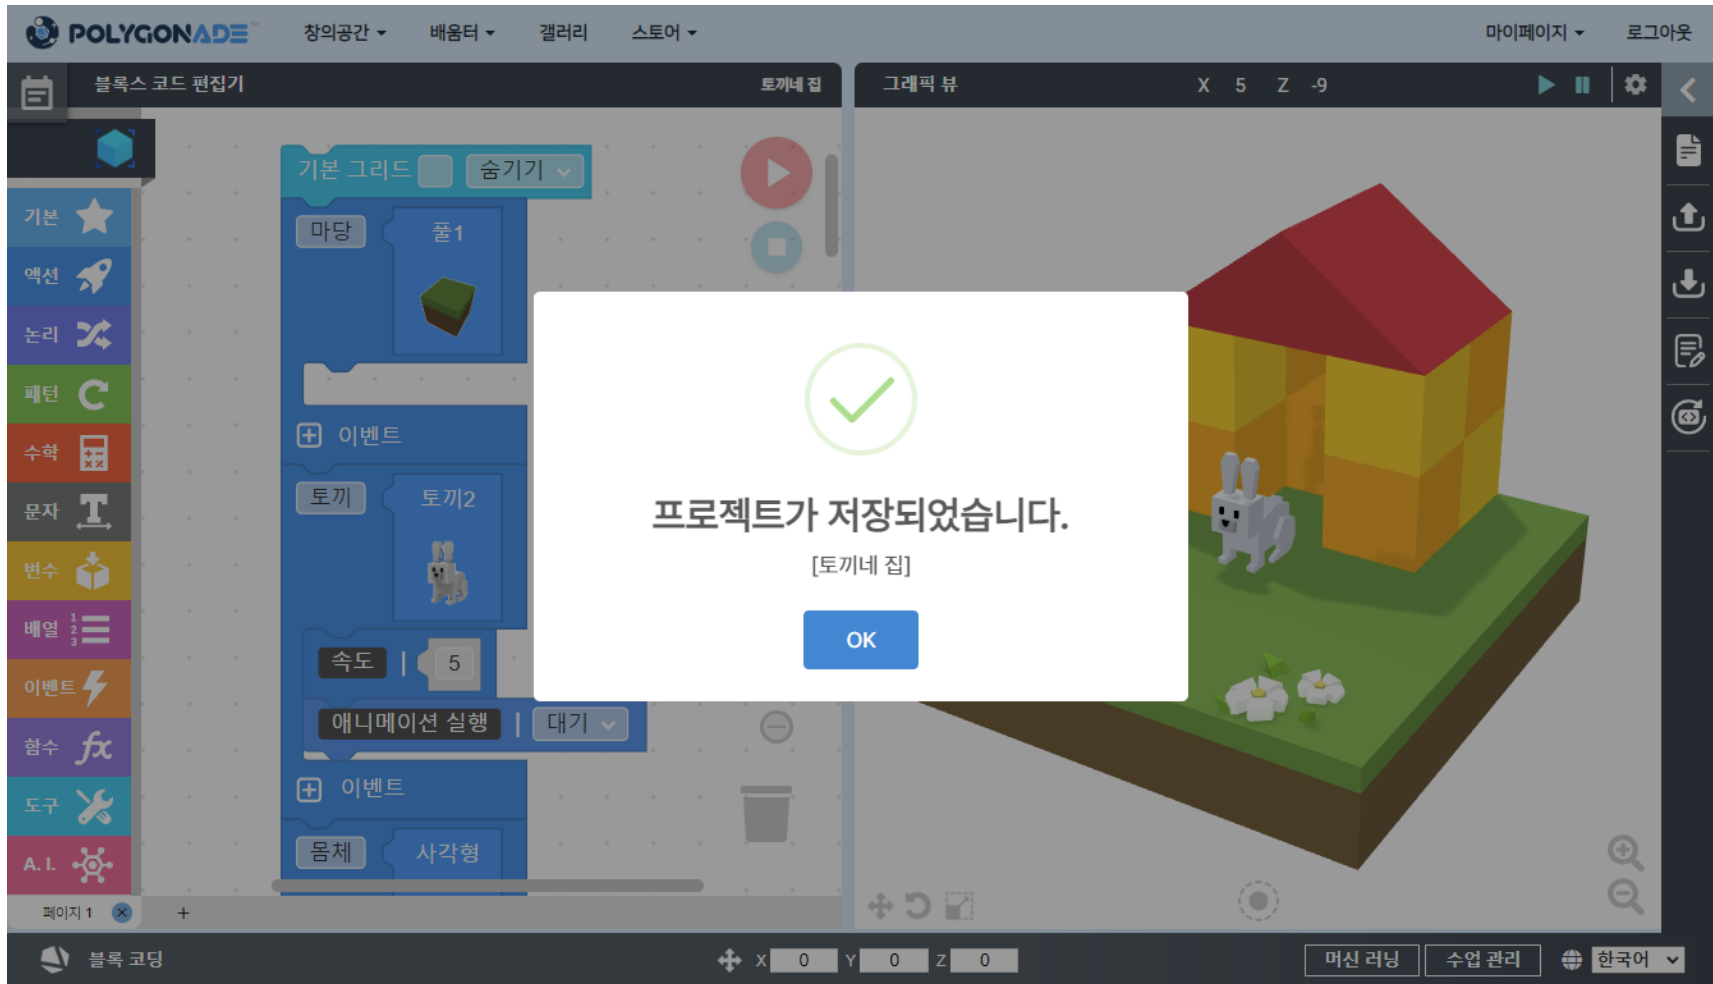 POLYGONADE™ 창의공간 배움터 갤러리 스토어 마이페이지 로그아웃
블록스 코드 편집기 토끼네 집 그래픽 뷰 X 5 Z -9
기본 그리드 숨기기
기본
마당 풀1
액션
논리
패턴
이벤트
수학
토끼 토끼2
문자
프로젝트가 저장되었습니다.
[토끼네 집]
변수
배열 1 2 3
OK
속도 | 5
이벤트
애니메이션 실행 | 대기
함수 fx
이벤트
도구
몸체 사각형
A. I.
페이지 1 +
블록 코딩 X 0 Y 0 Z 0 머신 러닝 수업 관리 한국어